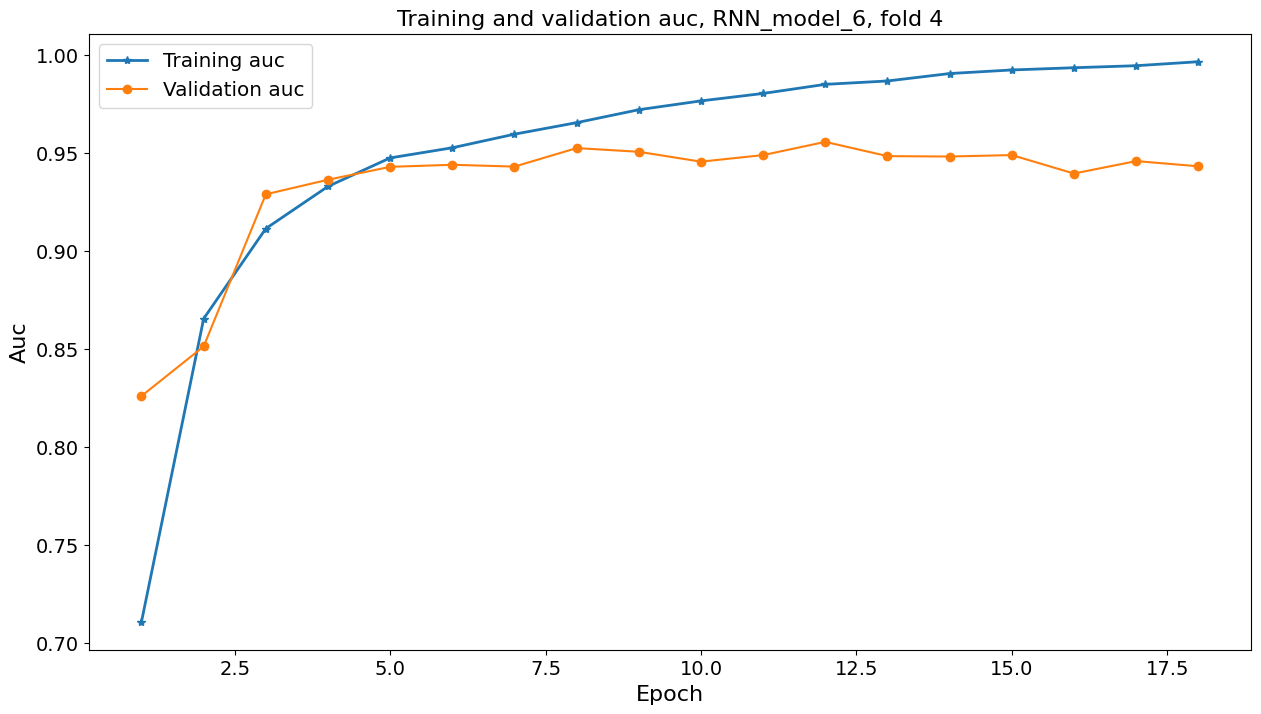 Training and validation auc, RNN_model_6, fold 4
Training auc
Validation auc
1.00
0.95
0.90
0.85
0.80
0.75
0.70
Auc
2.5 5.0 7.5 10.0 12.5 15.0 17.5
Epoch